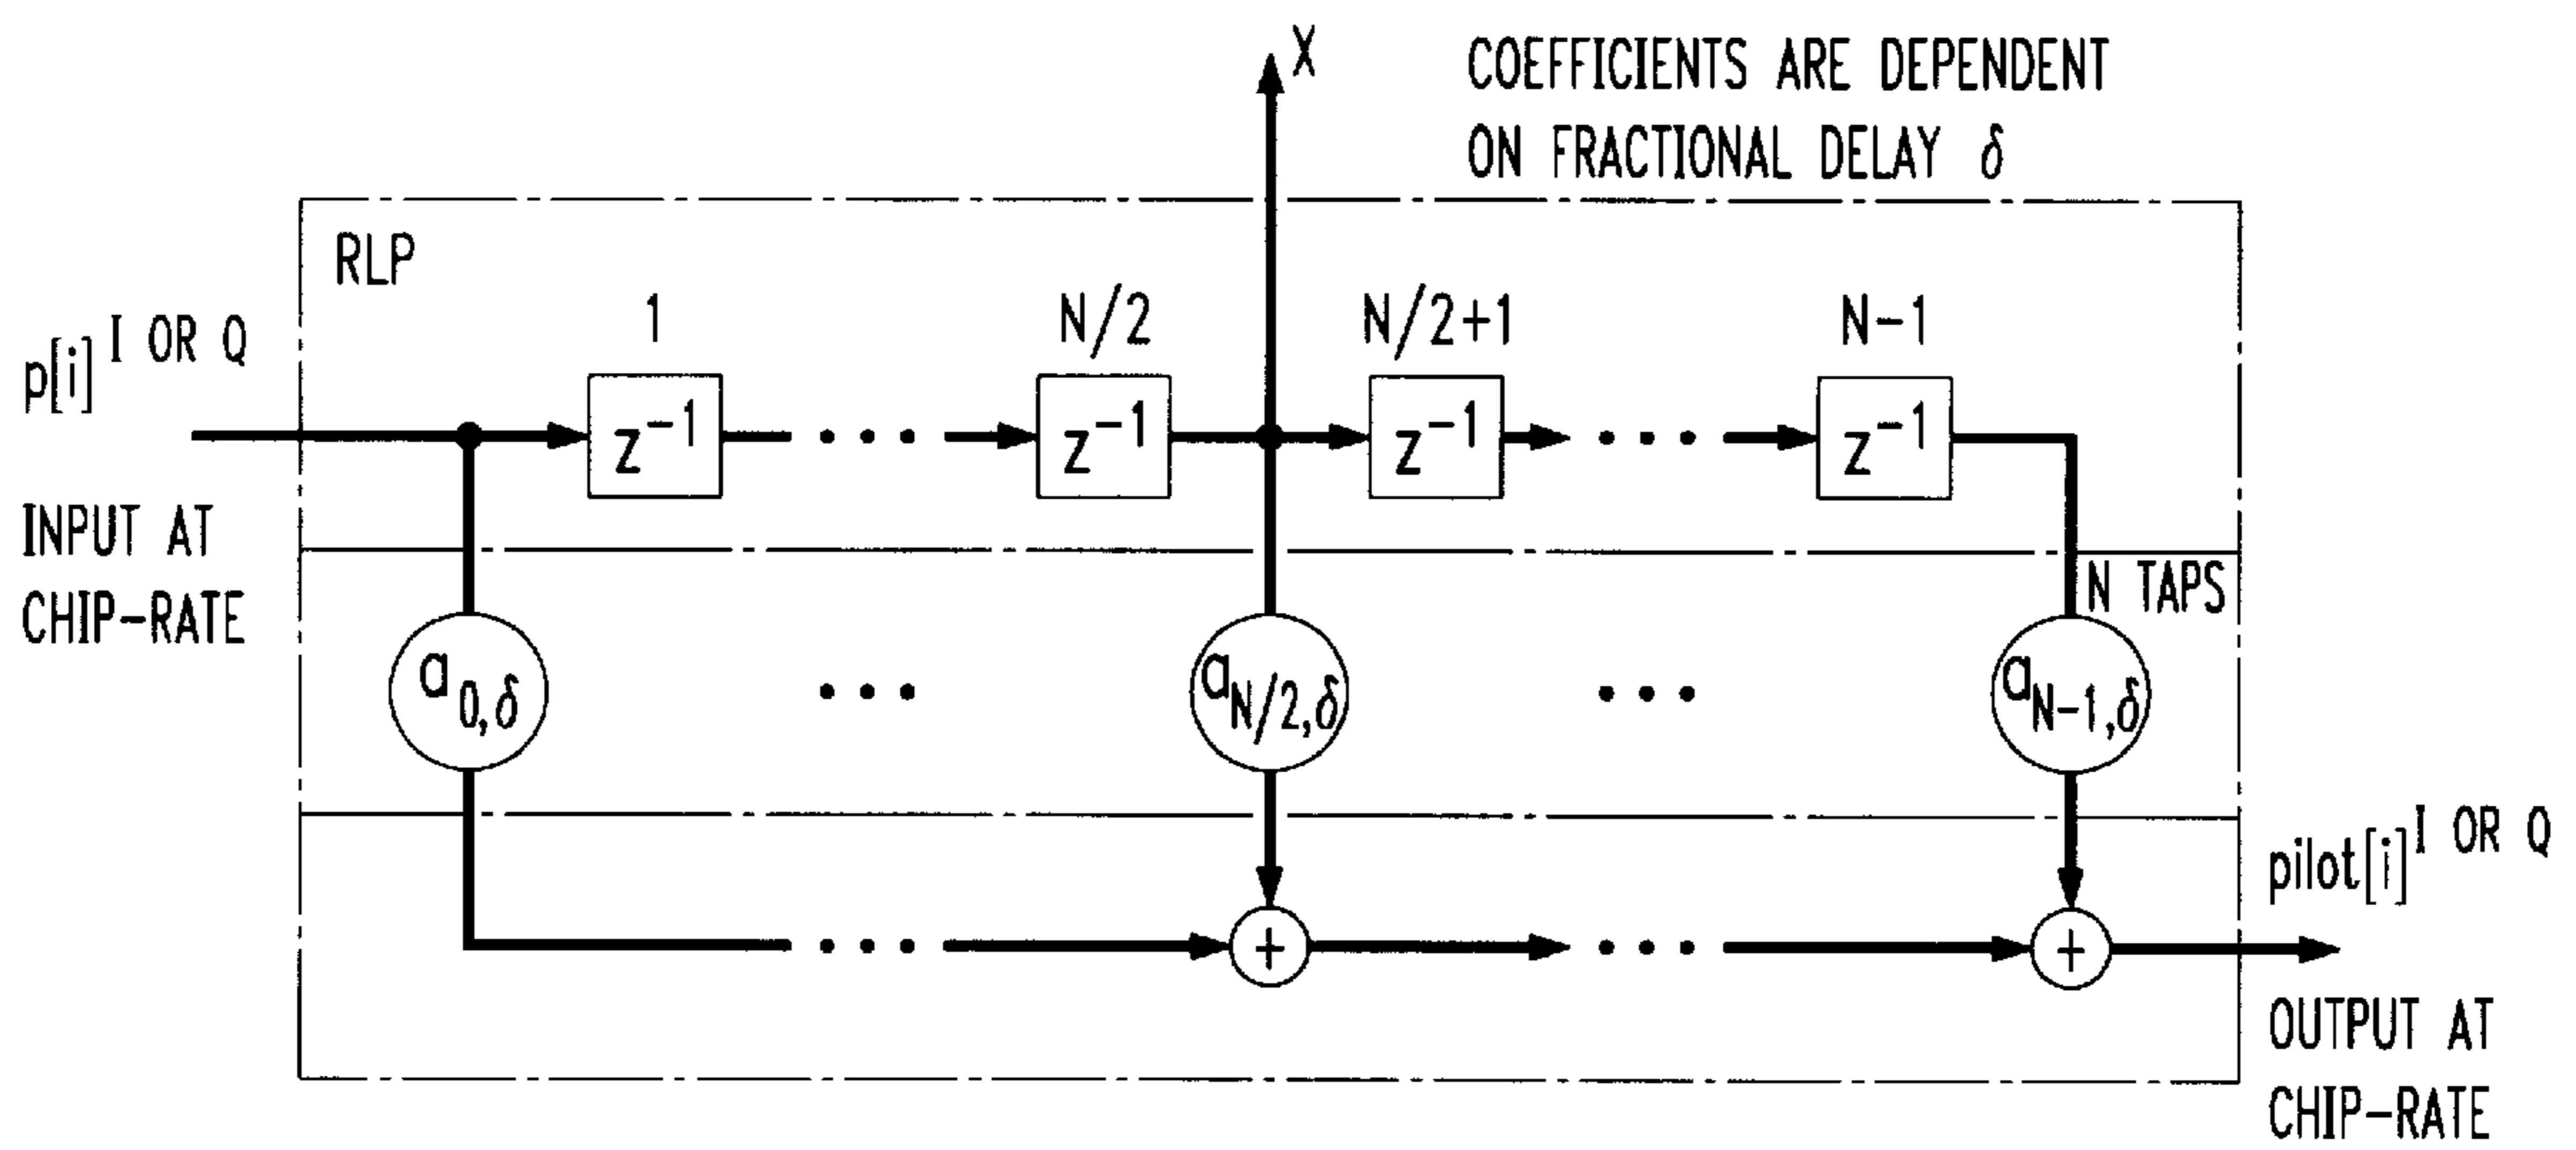 X
COEFFICIENTS ARE DEPENDENT
ON FRACTIONAL DELAY δ
RLP
p[i] I OR Q
1
N/2
N/2+1
N-1
z⁻¹
z⁻¹
z⁻¹
z⁻¹
INPUT AT
CHIP-RATE
N TAPS
a0,δ
aN/2,δ
aN-1,δ
pilot[i] I OR Q
+
+
OUTPUT AT
CHIP-RATE